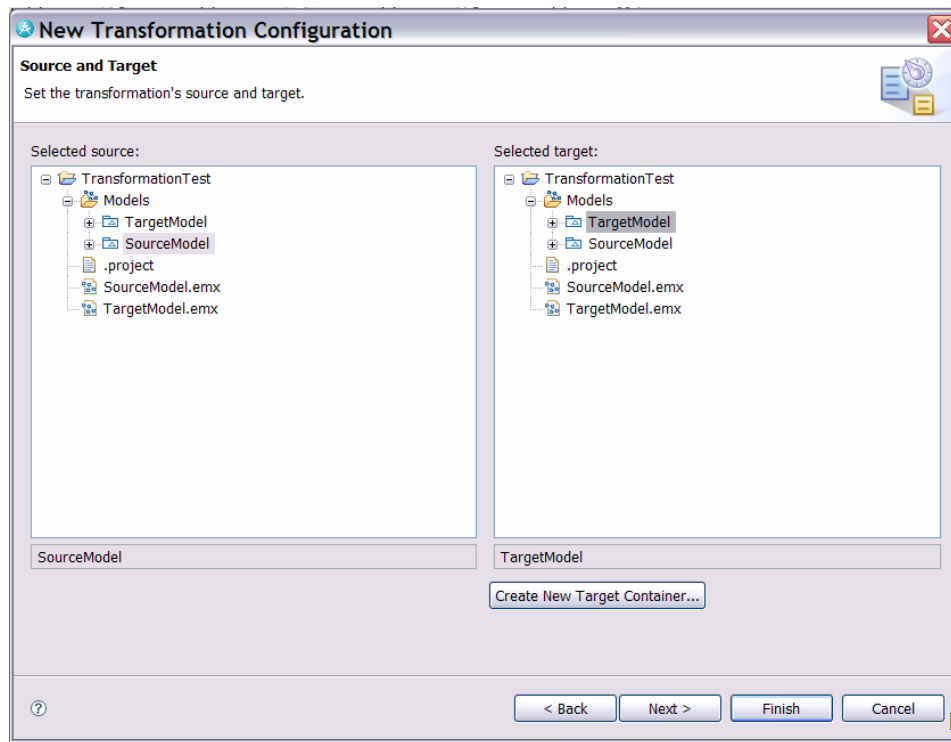 New Transformation Configuration
Source and Target
Set the transformation's source and target.
Selected source:
TransformationTest
Models
TargetModel
SourceModel
.project
SourceModel.emx
TargetModel.emx
SourceModel
Selected target:
TransformationTest
Models
TargetModel
SourceModel
.project
SourceModel.emx
TargetModel.emx
TargetModel
Create New Target Container...
< Back
Next >
Finish
Cancel